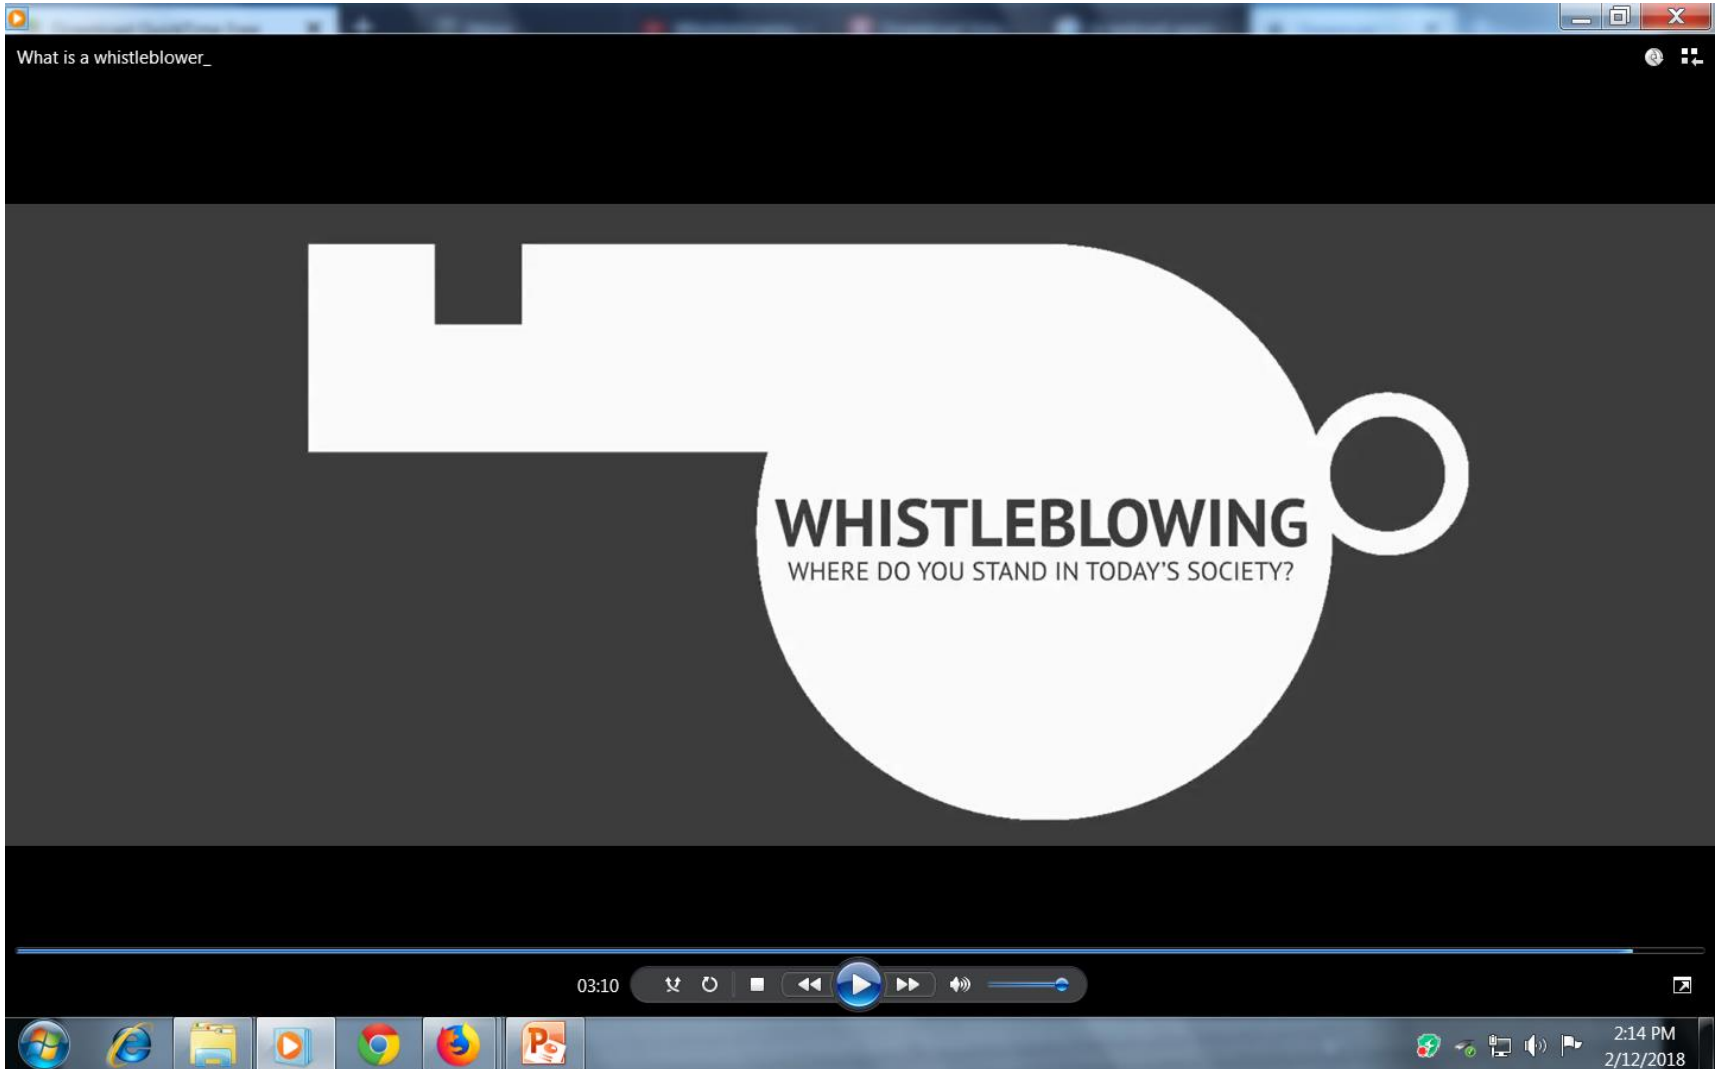 What is a whistleblower_
WHISTLEBLOWING
WHERE DO YOU STAND IN TODAY'S SOCIETY?
03:10
2:14 PM
2/12/2018